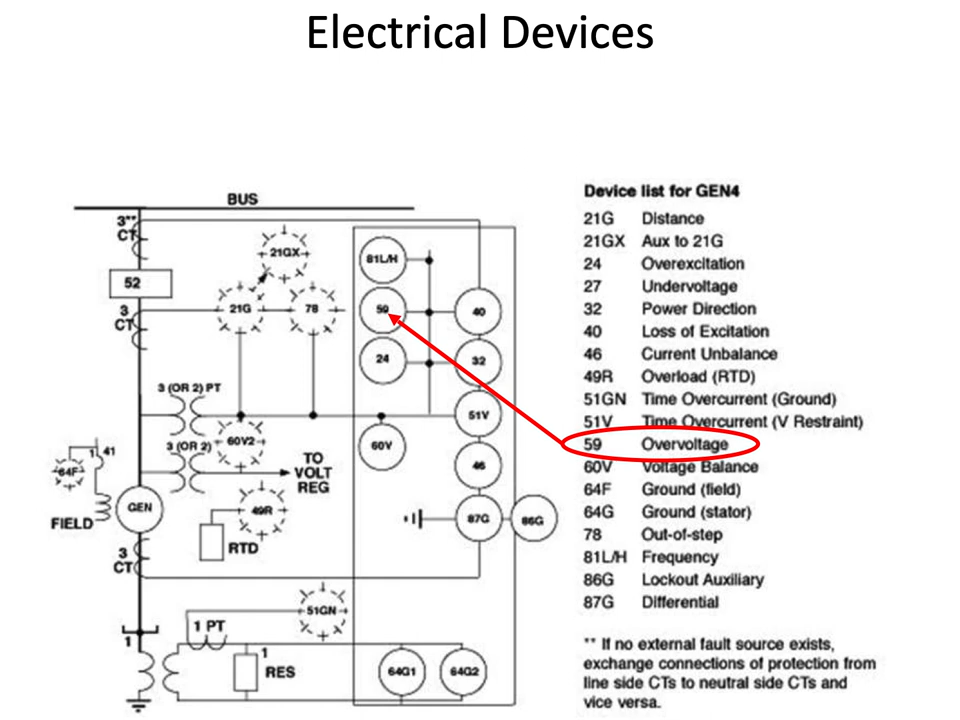 Electrical Devices
BUS
3**
CT
52
3
CT
21GX
21G
78
81L/H
59
40
24
32
3 (OR 2) PT
51V
60V2
60V
3 (OR 2)
TO
VOLT
REG
46
1
41
64F
FIELD
GEN
49R
RTD
87G
86G
3
CT
51GN
1 PT
1
1
RES
64G1
64G2
Device list for GEN4
21G Distance
21GX Aux to 21G
24 Overexcitation
27 Undervoltage
32 Power Direction
40 Loss of Excitation
46 Current Unbalance
49R Overload (RTD)
51GN Time Overcurrent (Ground)
51V Time Overcurrent (V Restraint)
59 Overvoltage
60V Voltage Balance
64F Ground (field)
64G Ground (stator)
78 Out-of-step
81L/H Frequency
86G Lockout Auxiliary
87G Differential
** If no external fault source exists,
exchange connections of protection from
line side CTs to neutral side CTs and
vice versa.